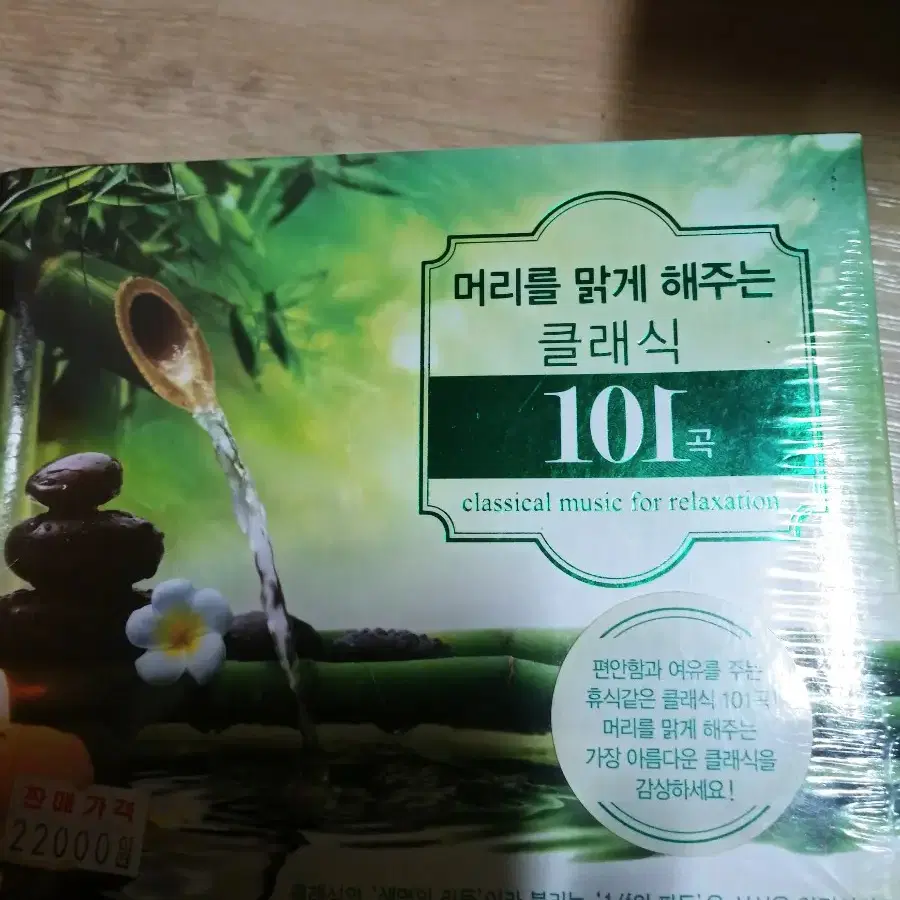 머리를 맑게 해주는
클래식
101곡
classical music for relaxation
편안함과 여유를 주는
휴식같은 클래식 101곡!
머리를 맑게 해주는
가장 아름다운 클래식을
감상하세요!
판매가격
22000원